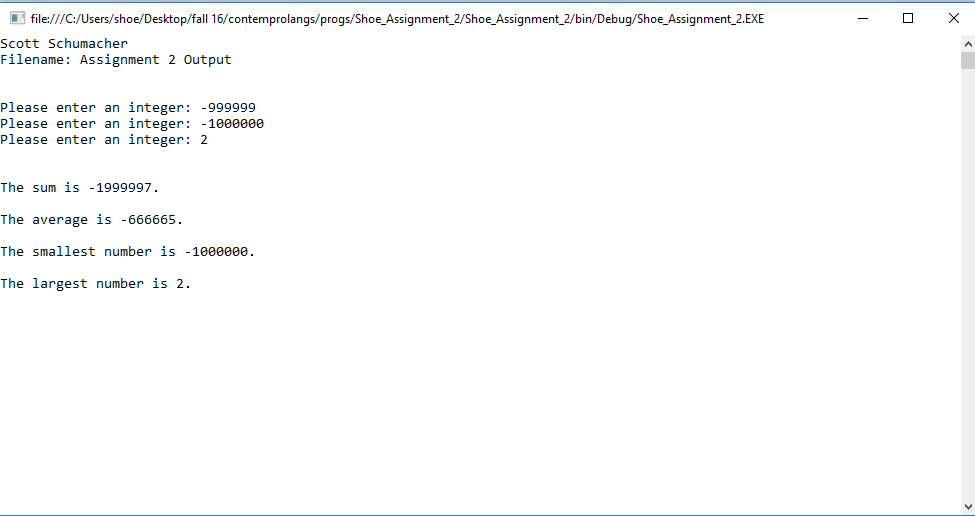 file:///C:/Users/shoe/Desktop/fall 16/contemprolangs/progs/Shoe_Assignment_2/Shoe_Assignment_2/bin/Debug/Shoe_Assignment_2.EXE
Scott Schumacher
Filename: Assignment 2 Output
Please enter an integer: -999999
Please enter an integer: -1000000
Please enter an integer: 2
The sum is -1999997.
The average is -666665.
The smallest number is -1000000.
The largest number is 2.